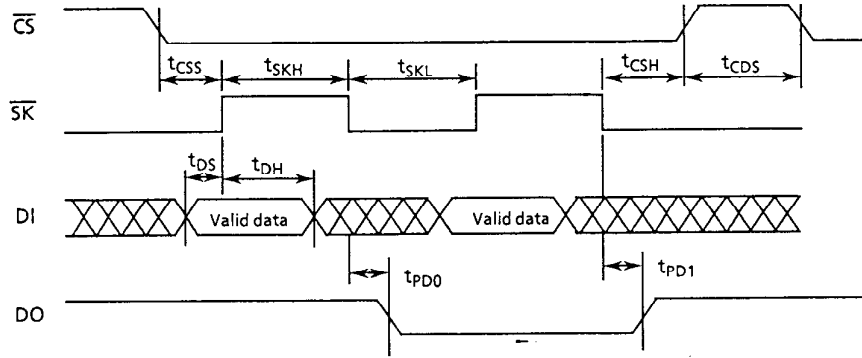 CS
tCSS tSKH tSKL tCSH tCDS
SK
tDS tDH
DI Valid data Valid data
tPD0 tPD1
DO